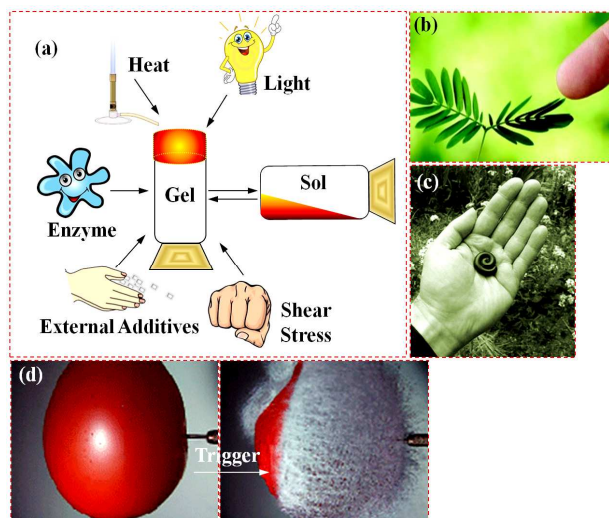 (a)
Heat
Light
Enzyme
Gel
Sol
External Additives
Shear
Stress
(b)
(c)
(d)
Trigger